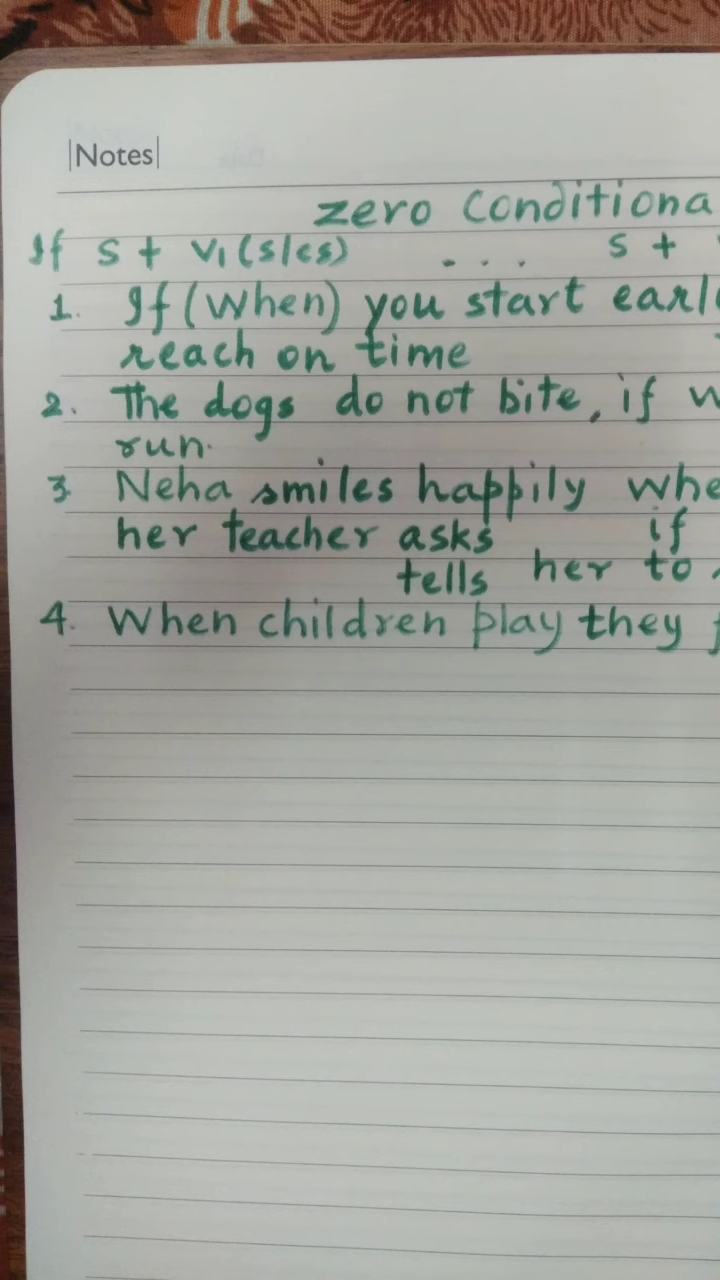 |Notes|
zero Conditiona
If S + V₁(s/es) ... S +
1. If (when) you start earl
reach on time
2. The dogs do not bite, if w
run.
3. Neha smiles happily whe
her teacher asks if
tells her to
4. When children play they